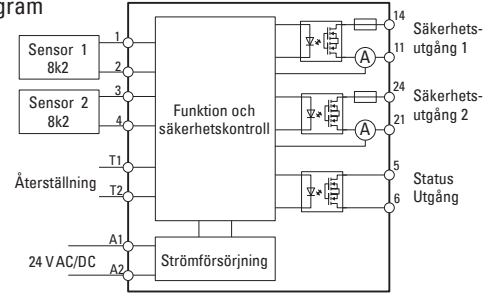 gram
Sensor 1
8k2
1
2
Sensor 2
8k2
3
4
Återställning
T1
T2
24 V AC/DC
A1
A2
Funktion och
säkerhetskontroll
Strömförsörjning
14
11
A
Säkerhets-
utgång 1
24
21
A
Säkerhets-
utgång 2
5
6
Status
Utgång